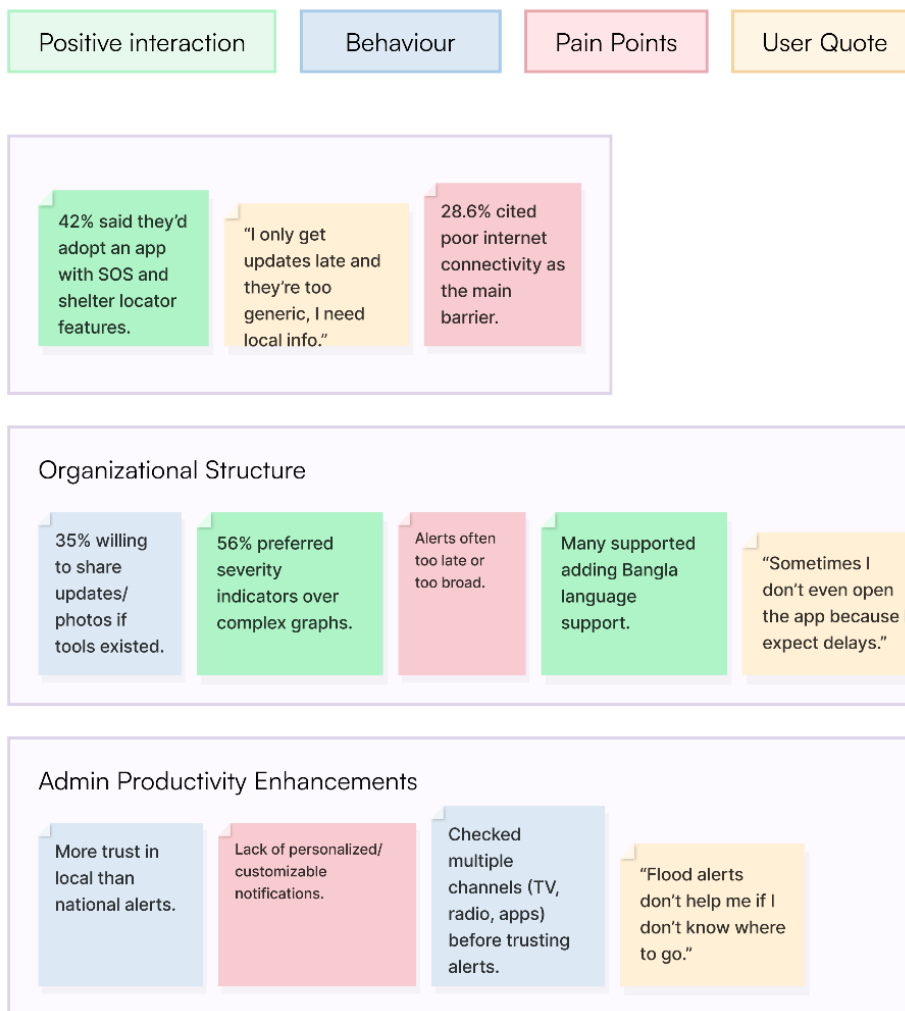 Positive interaction
Behaviour
Pain Points
User Quote
42% said they’d
adopt an app
with SOS and
shelter locator
features.
“I only get
updates late and
they’re too
generic, I need
local info.”
28.6% cited
poor internet
connectivity as
the main
barrier.
Organizational Structure
35% willing
to share
updates/
photos if
tools existed.
56% preferred
severity
indicators over
complex graphs.
Alerts often
too late or
too broad.
Many supported
adding Bangla
language
support.
“Sometimes I
don’t even open
the app because
expect delays.”
Admin Productivity Enhancements
More trust in
local than
national alerts.
Lack of personalized/
customizable
notifications.
Checked
multiple
channels (TV,
radio, apps)
before trusting
alerts.
“Flood alerts
don’t help me if I
don’t know where
to go.”